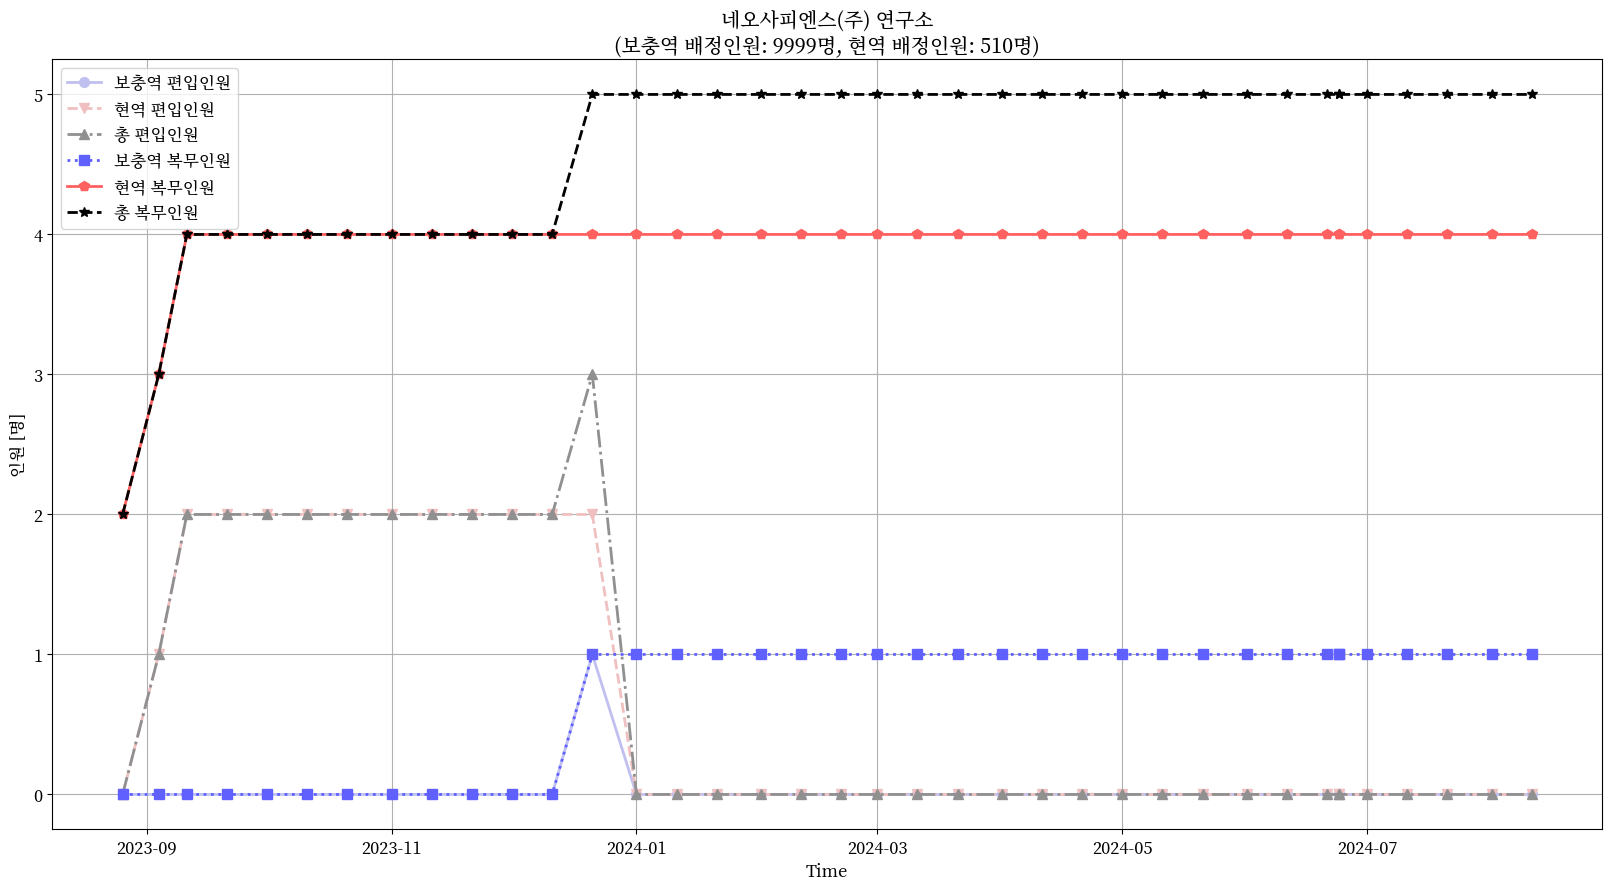 네오사피엔스(주) 연구소
(보충역 배정인원: 9999명, 현역 배정인원: 510명)
보충역 편입인원
현역 편입인원
총 편입인원
보충역 복무인원
현역 복무인원
총 복무인원
5
4
3
2
1
0
인원 [명]
2023-09
2023-11
2024-01
2024-03
2024-05
2024-07
Time